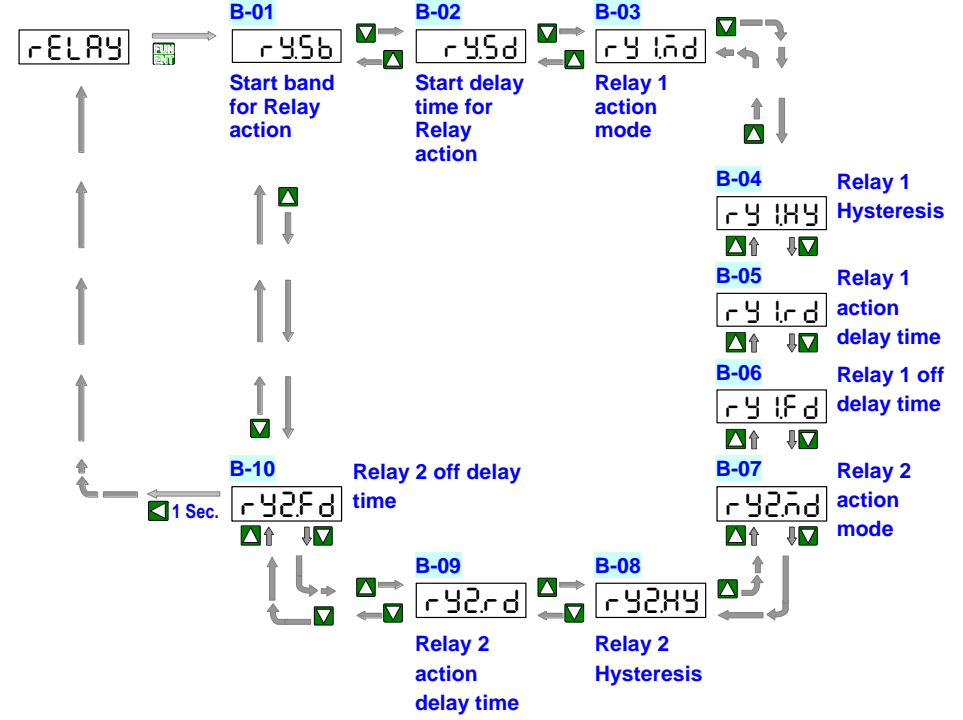 B-01
B-02
B-03
rELAY
FUN
ENT
ry.Sb
ry.Sd
ry1.md
Start band
for Relay
action
Start delay
time for
Relay
action
Relay 1
action
mode
B-04
ry1.HY
Relay 1
Hysteresis
B-05
ry1.rd
Relay 1
action
delay time
B-06
ry1.Fd
Relay 1 off
delay time
B-07
ry2.md
Relay 2
action
mode
B-10
ry2.Fd
Relay 2 off delay
time
1 Sec.
B-09
ry2.rd
Relay 2
action
delay time
B-08
ry2.HY
Relay 2
Hysteresis